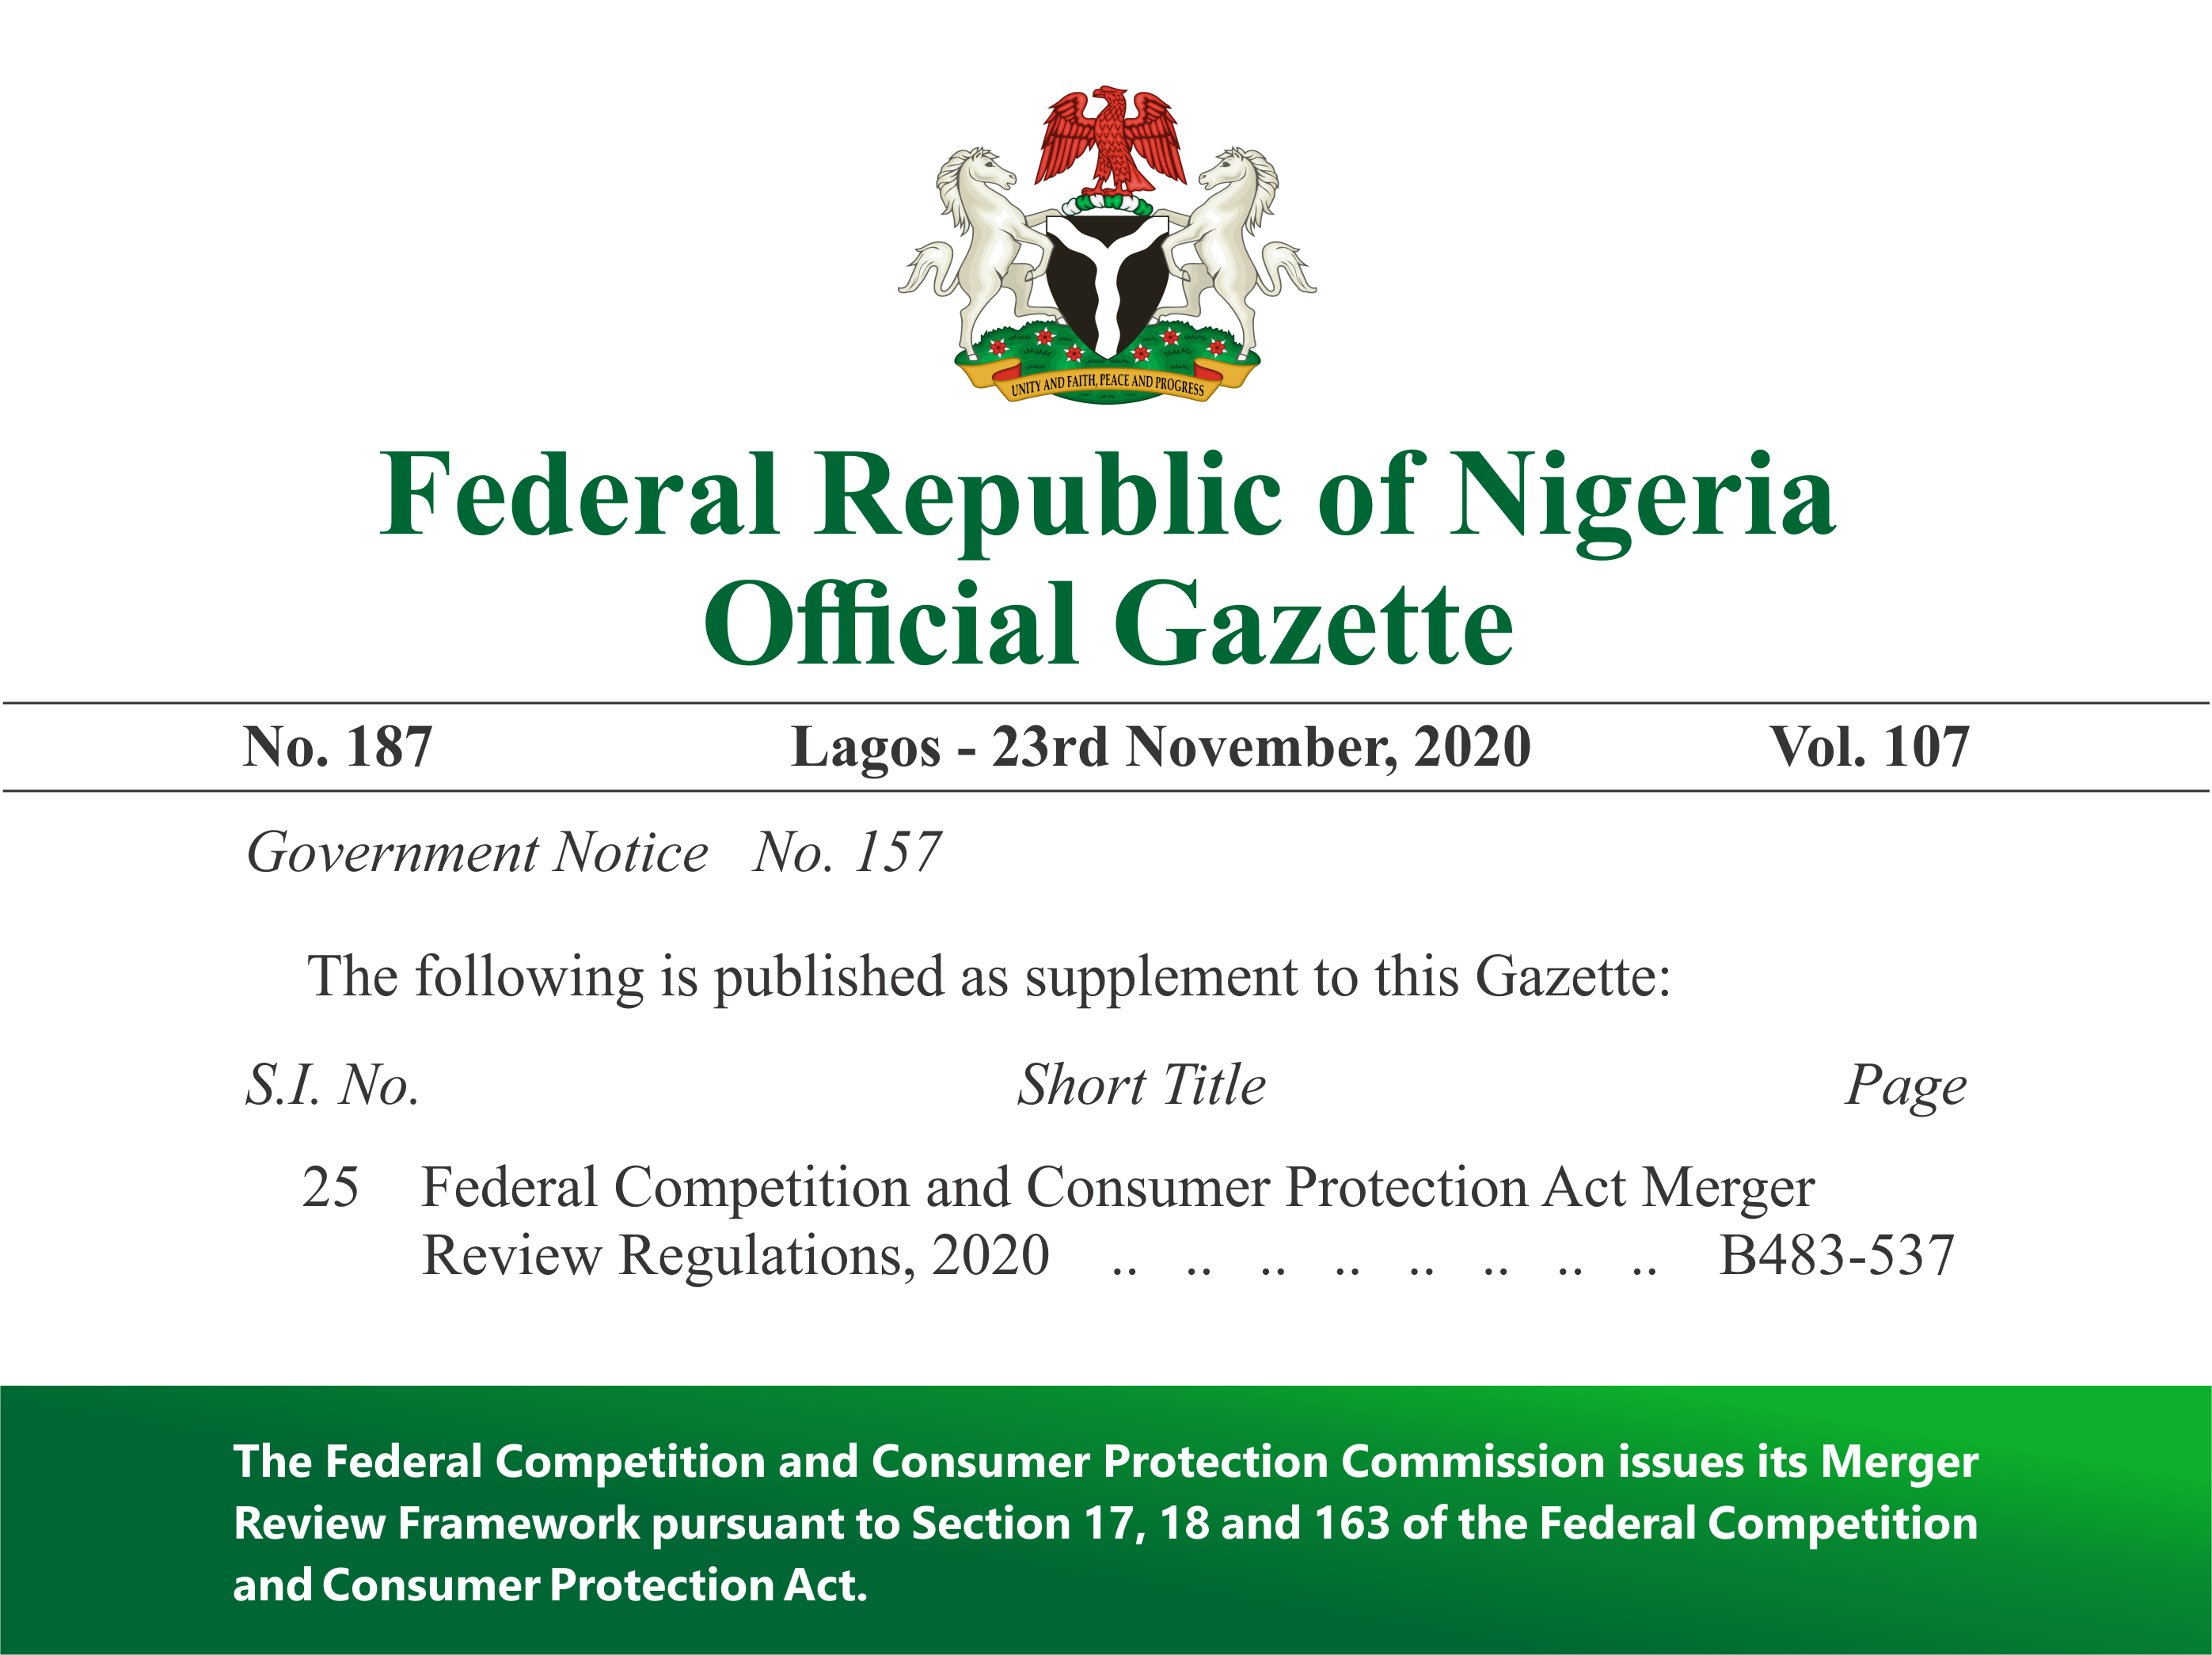 UNITY AND FAITH, PEACE AND PROGRESS
Federal Republic of Nigeria
Official Gazette
No. 187 Lagos - 23rd November, 2020 Vol. 107
Government Notice No. 157
The following is published as supplement to this Gazette:
S.I. No. Short Title Page
25 Federal Competition and Consumer Protection Act Merger
Review Regulations, 2020 .. .. .. .. .. .. .. .. B483-537
The Federal Competition and Consumer Protection Commission issues its Merger
Review Framework pursuant to Section 17, 18 and 163 of the Federal Competition
and Consumer Protection Act.